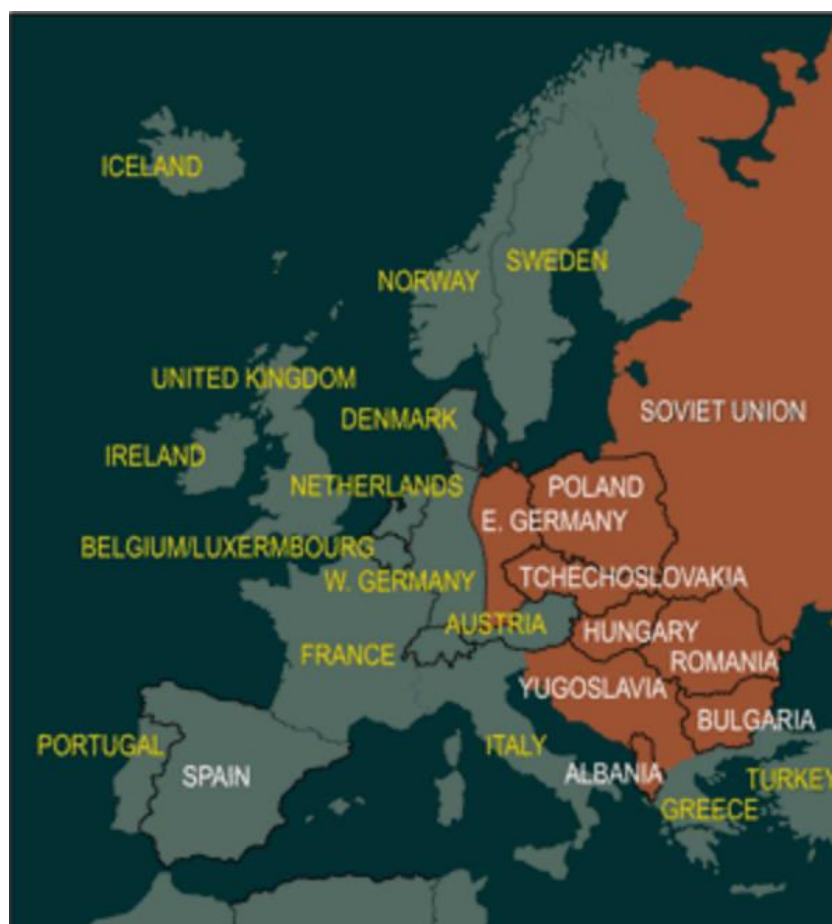 ICELAND
SWEDEN
NORWAY
UNITED KINGDOM
SOVIET UNION
DENMARK
IRELAND
NETHERLANDS
POLAND
E. GERMANY
BELGIUM/LUXERMBOURG
W. GERMANY
TCHECHOSLOVAKIA
AUSTRIA
HUNGARY
FRANCE
ROMANIA
YUGOSLAVIA
BULGARIA
PORTUGAL
ITALY
SPAIN
ALBANIA
TURKEY
GREECE